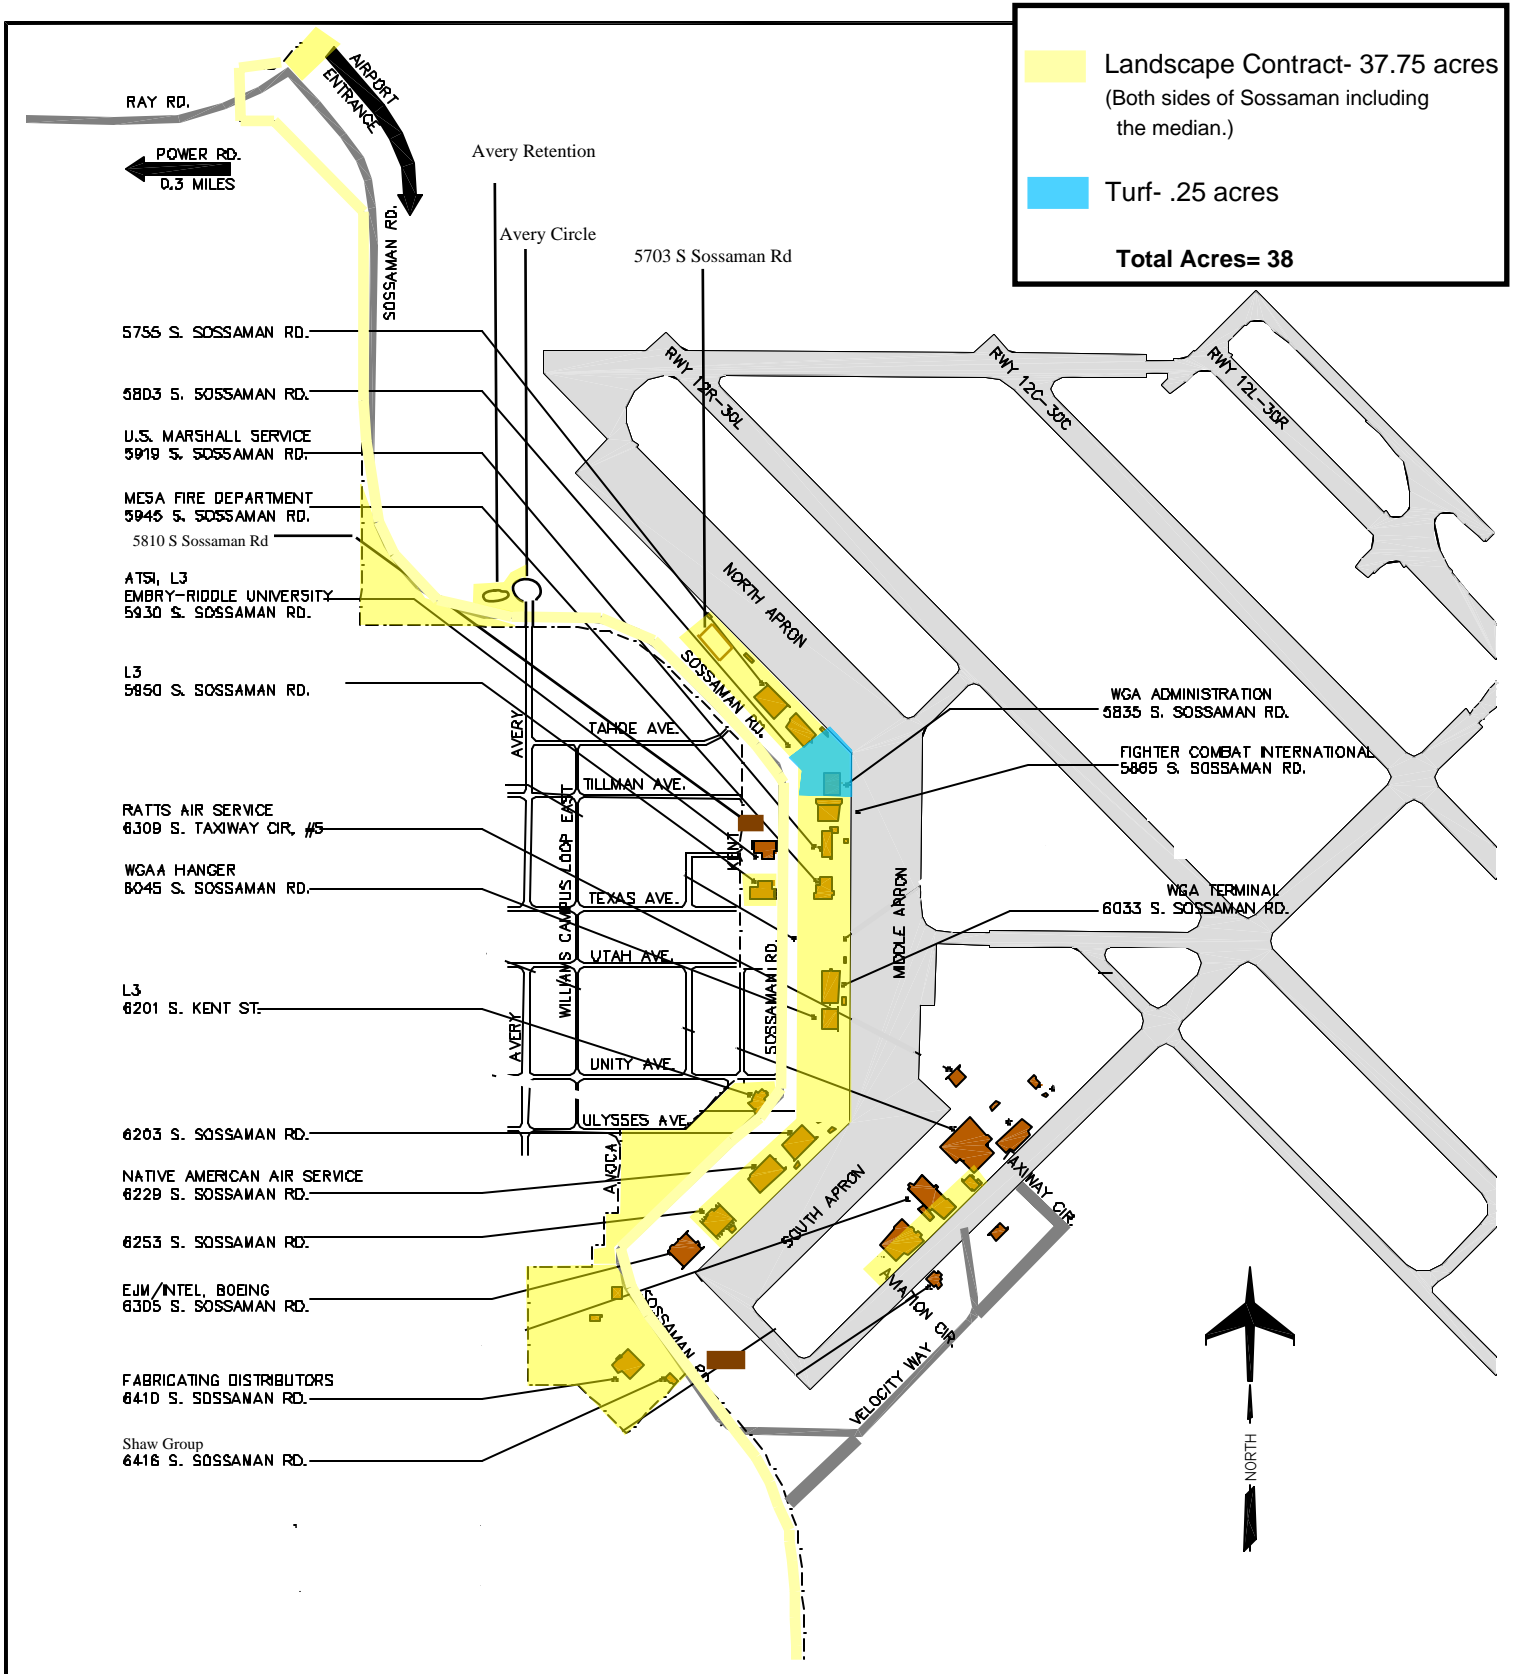 Landscape Contract- 37.75 acres
(Both sides of Sossaman including
the median.)
Turf- .25 acres
Total Acres= 38
AIRPORT
ENTRANCE
RAY RD.
POWER RD.
0.3 MILES
SOSSAMAN RD.
Avery Retention
Avery Circle
5703 S Sossaman Rd
5755 S. SOSSAMAN RD.
5803 S. SOSSAMAN RD.
U.S. MARSHALL SERVICE
5919 S. SOSSAMAN RD.
MESA FIRE DEPARTMENT
5945 S. SOSSAMAN RD.
5810 S Sossaman Rd
ATSI, L3
EMBRY-RIDDLE UNIVERSITY
5930 S. SOSSAMAN RD.
L3
5950 S. SOSSAMAN RD.
RATTS AIR SERVICE
6309 S. TAXIWAY CIR, #5
WGAA HANGER
6045 S. SOSSAMAN RD.
L3
6201 S. KENT ST.
6203 S. SOSSAMAN RD.
NATIVE AMERICAN AIR SERVICE
6229 S. SOSSAMAN RD.
6253 S. SOSSAMAN RD.
EJM/INTEL, BOEING
6305 S. SOSSAMAN RD.
FABRICATING DISTRIBUTORS
6410 S. SOSSAMAN RD.
Shaw Group
6416 S. SOSSAMAN RD.
RWY 12R-30L
RWY 12C-30C
RWY 12L-30R
NORTH APRON
SOSSAMAN RD.
WGA ADMINISTRATION
5835 S. SOSSAMAN RD.
FIGHTER COMBAT INTERNATIONAL
5865 S. SOSSAMAN RD.
WGA TERMINAL
6033 S. SOSSAMAN RD.
AVERY
TAHOE AVE.
TILLMAN AVE.
WILLIAMS CAMPUS LOOP EAST
KENT
TEXAS AVE.
MIDDLE APRON
UTAH AVE.
SOSSAMAN RD.
AVERY
UNITY AVE.
ULYSSES AVE.
ANOCA
SOUTH APRON
TAXIWAY CIR.
AVIATION CIR.
SOSSAMAN RD.
VELOCITY WAY
NORTH